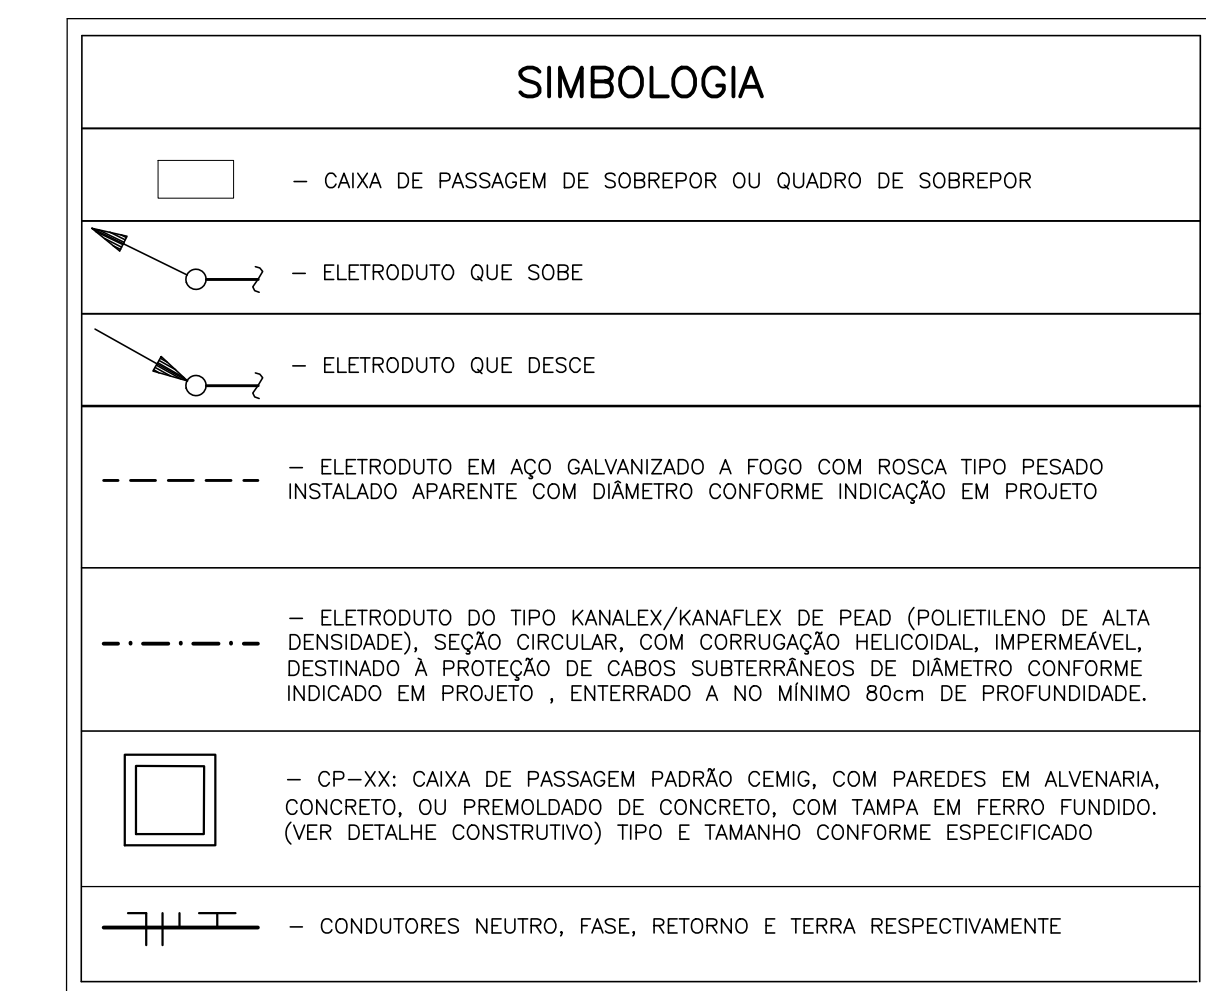 SIMBOLOGIA
– CAIXA DE PASSAGEM DE SOBREPOR OU QUADRO DE SOBREPOR
– ELETRODUTO QUE SOBE
– ELETRODUTO QUE DESCE
– ELETRODUTO EM AÇO GALVANIZADO A FOGO COM ROSCA TIPO PESADO
INSTALADO APARENTE COM DIÂMETRO CONFORME INDICAÇÃO EM PROJETO
– ELETRODUTO DO TIPO KANALEX/KANAFLEX DE PEAD (POLIETILENO DE ALTA
DENSIDADE), SEÇÃO CIRCULAR, COM CORRUGAÇÃO HELICOIDAL, IMPERMEÁVEL,
DESTINADO À PROTEÇÃO DE CABOS SUBTERRÂNEOS DE DIÂMETRO CONFORME
INDICADO EM PROJETO , ENTERRADO A NO MÍNIMO 80cm DE PROFUNDIDADE.
– CP–XX: CAIXA DE PASSAGEM PADRÃO CEMIG, COM PAREDES EM ALVENARIA,
CONCRETO, OU PREMOLDADO DE CONCRETO, COM TAMPA EM FERRO FUNDIDO.
(VER DETALHE CONSTRUTIVO) TIPO E TAMANHO CONFORME ESPECIFICADO
– CONDUTORES NEUTRO, FASE, RETORNO E TERRA RESPECTIVAMENTE